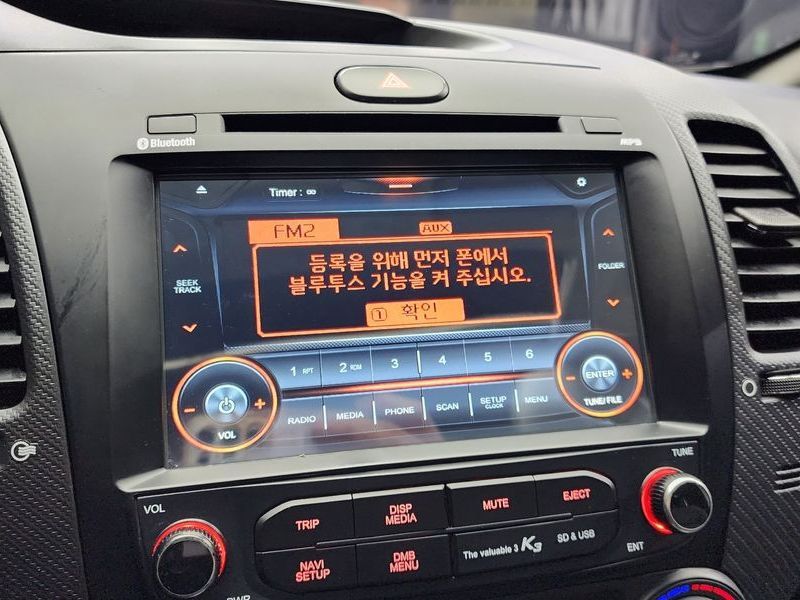 Bluetooth
MP3
Timer :
FM2
AUX
SEEK
TRACK
FOLDER
등록을 위해 먼저 폰에서
블루투스 기능을 켜 주십시오.
1 확인
1 RPT
2 RDM
3
4
5
6
ENTER
TUNE/FILE
VOL
RADIO
MEDIA
PHONE
SCAN
SETUP
CLOCK
MENU
VOL
TUNE
TRIP
DISP
MEDIA
MUTE
EJECT
NAVI
SETUP
DMB
MENU
The valuable 3 K3
SD & USB
ENT
PWR